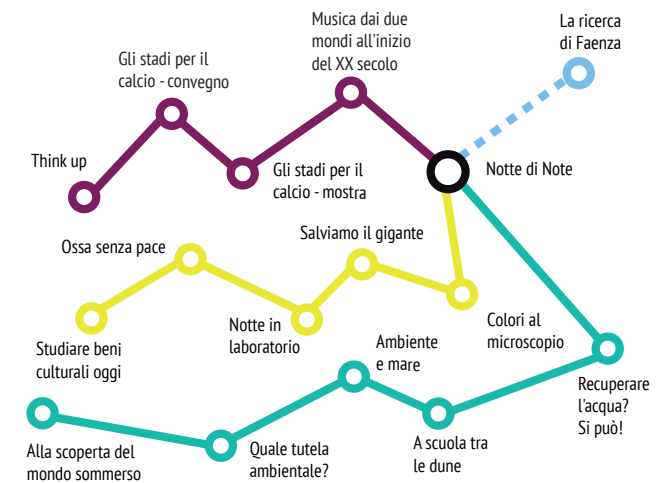 Musica dai due
mondi all'inizio
del XX secolo
La ricerca
di Faenza
Gli stadi per il
calcio - convegno
Think up
Gli stadi per il
calcio - mostra
Notte di Note
Ossa senza pace
Salviamo il gigante
Studiare beni
culturali oggi
Notte in
laboratorio
Colori al
microscopio
Ambiente
e mare
Recuperare
l'acqua?
Si può!
Alla scoperta del
mondo sommerso
Quale tutela
ambientale?
A scuola tra
le dune